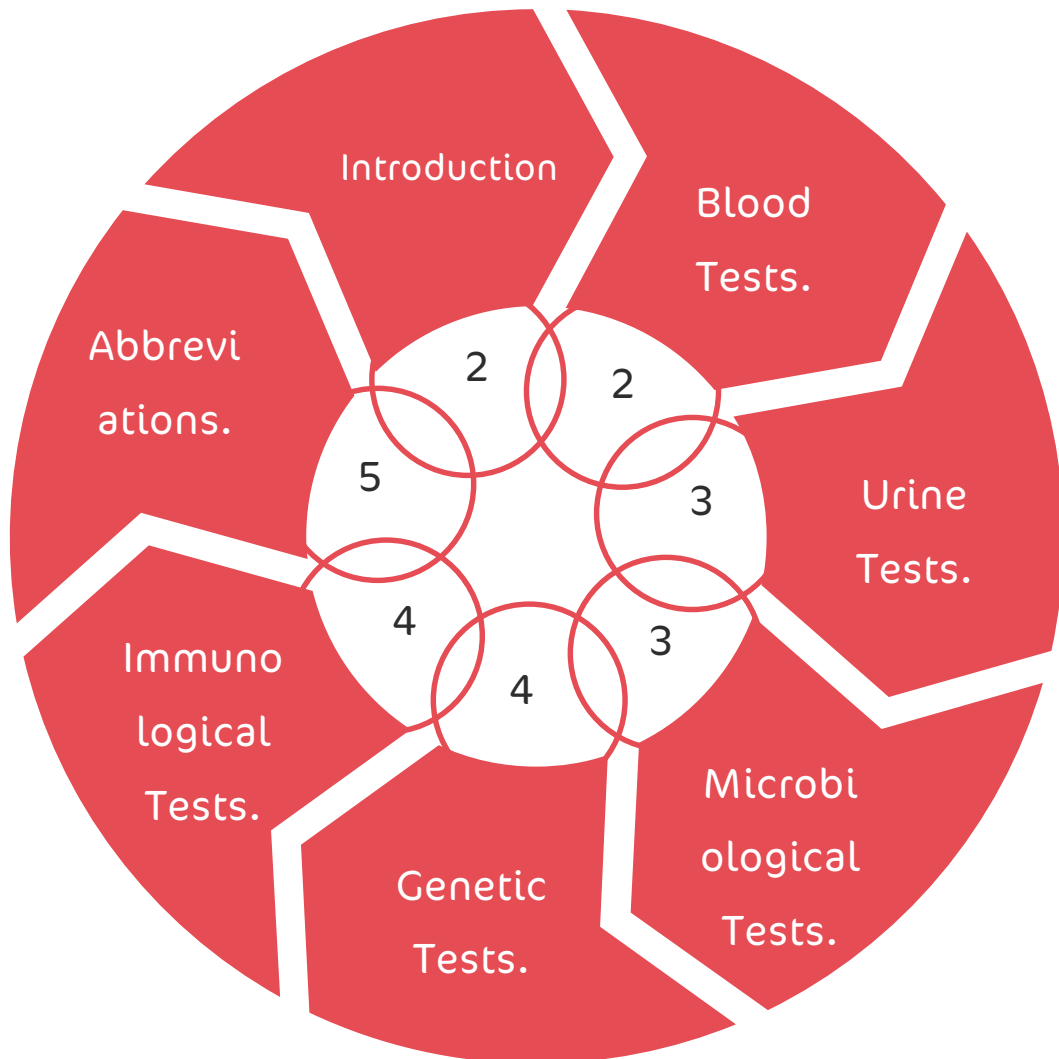 Introduction
2
Blood
Tests.
2
Urine
Tests.
3
Microbi
ological
Tests.
3
Genetic
Tests.
4
Immuno
logical
Tests.
4
Abbrevi
ations.
5